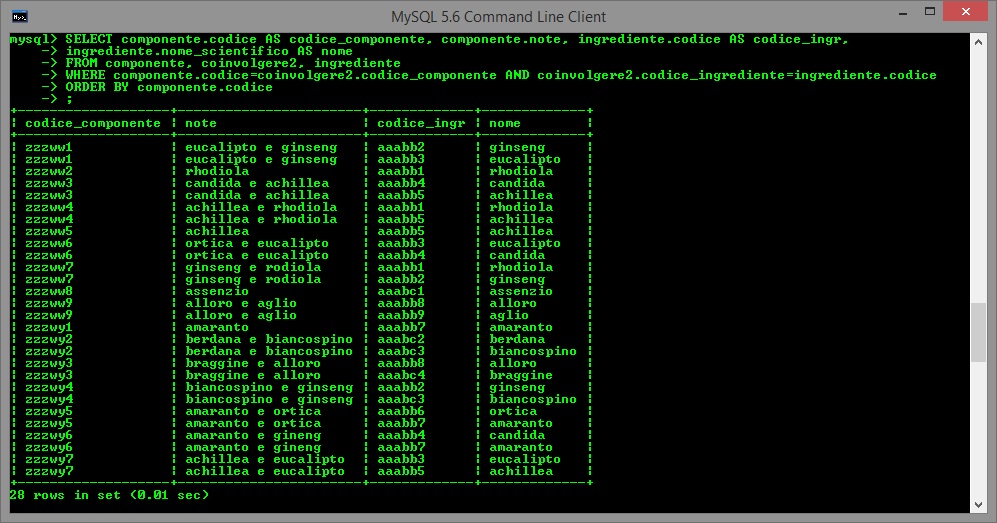 MySQL 5.6 Command Line Client
mysql> SELECT componente.codice AS codice_componente, componente.note, ingrediente.codice AS codice_ingr,
    -> ingrediente.nome_scientifico AS nome
    -> FROM componente, coinvolgere2, ingrediente
    -> WHERE componente.codice=coinvolgere2.codice_componente AND coinvolgere2.codice_ingrediente=ingrediente.codice
    -> ORDER BY componente.codice
    -> ;
+-------------------+-----------------------+-------------+-------------+
| codice_componente | note                  | codice_ingr | nome        |
+-------------------+-----------------------+-------------+-------------+
| zzzww1            | eucalipto e ginseng   | aaabb2      | ginseng     |
| zzzww1            | eucalipto e ginseng   | aaabb3      | eucalipto   |
| zzzww2            | rhodiola              | aaabb1      | rhodiola    |
| zzzww3            | candida e achillea    | aaabb4      | candida     |
| zzzww3            | candida e achillea    | aaabb5      | achillea    |
| zzzww4            | achillea e rhodiola   | aaabb1      | rhodiola    |
| zzzww4            | achillea e rhodiola   | aaabb5      | achillea    |
| zzzww5            | achillea              | aaabb5      | achillea    |
| zzzww6            | ortica e eucalipto    | aaabb3      | eucalipto   |
| zzzww6            | ortica e eucalipto    | aaabb4      | candida     |
| zzzww7            | ginseng e rodiola     | aaabb1      | rhodiola    |
| zzzww7            | ginseng e rodiola     | aaabb2      | ginseng     |
| zzzww8            | assenzio              | aaabc1      | assenzio    |
| zzzww9            | alloro e aglio        | aaabb8      | alloro      |
| zzzww9            | alloro e aglio        | aaabb9      | aglio       |
| zzzwy1            | amaranto              | aaabb7      | amaranto    |
| zzzwy2            | berdana e biancospino | aaabc2      | berdana     |
| zzzwy2            | berdana e biancospino | aaabc3      | biancospino |
| zzzwy3            | braggine e alloro     | aaabb8      | alloro      |
| zzzwy3            | braggine e alloro     | aaabc4      | braggine    |
| zzzwy4            | biancospino e ginseng | aaabb2      | ginseng     |
| zzzwy4            | biancospino e ginseng | aaabc3      | biancospino |
| zzzwy5            | amaranto e ortica     | aaabb6      | ortica      |
| zzzwy5            | amaranto e ortica     | aaabb7      | amaranto    |
| zzzwy6            | amaranto e gineng     | aaabb4      | candida     |
| zzzwy6            | amaranto e gineng     | aaabb7      | amaranto    |
| zzzwy7            | achillea e eucalipto  | aaabb3      | eucalipto   |
| zzzwy7            | achillea e eucalipto  | aaabb5      | achillea    |
+-------------------+-----------------------+-------------+-------------+
28 rows in set (0.01 sec)